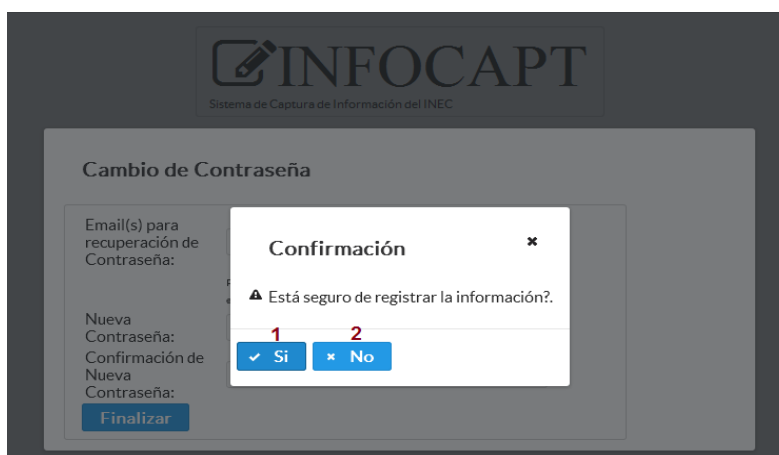 INFOCAPT
Sistema de Captura de Información del INEC
Cambio de Contraseña
Email(s) para
recuperación de
Contraseña:
Confirmación
Está seguro de registrar la información?.
1 2
Si No
Nueva
Contraseña:
Confirmación de
Nueva
Contraseña:
Finalizar